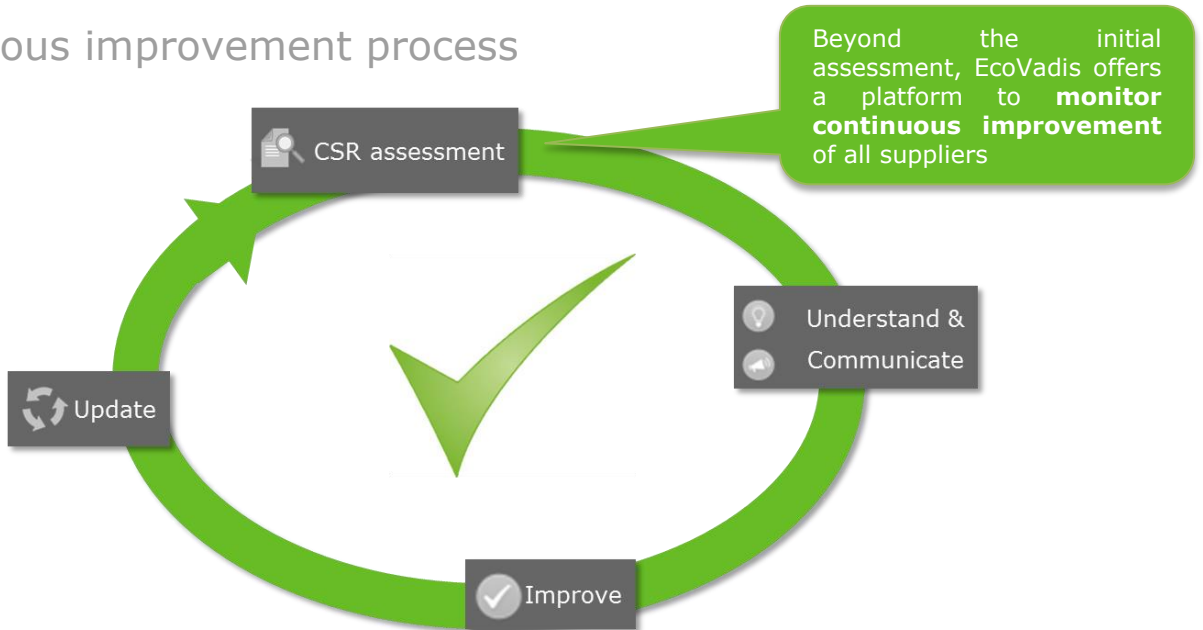 ous improvement process
Beyond the initial
assessment, EcoVadis offers
a platform to monitor
continuous improvement
of all suppliers
CSR assessment
Understand &
Communicate
Update
Improve